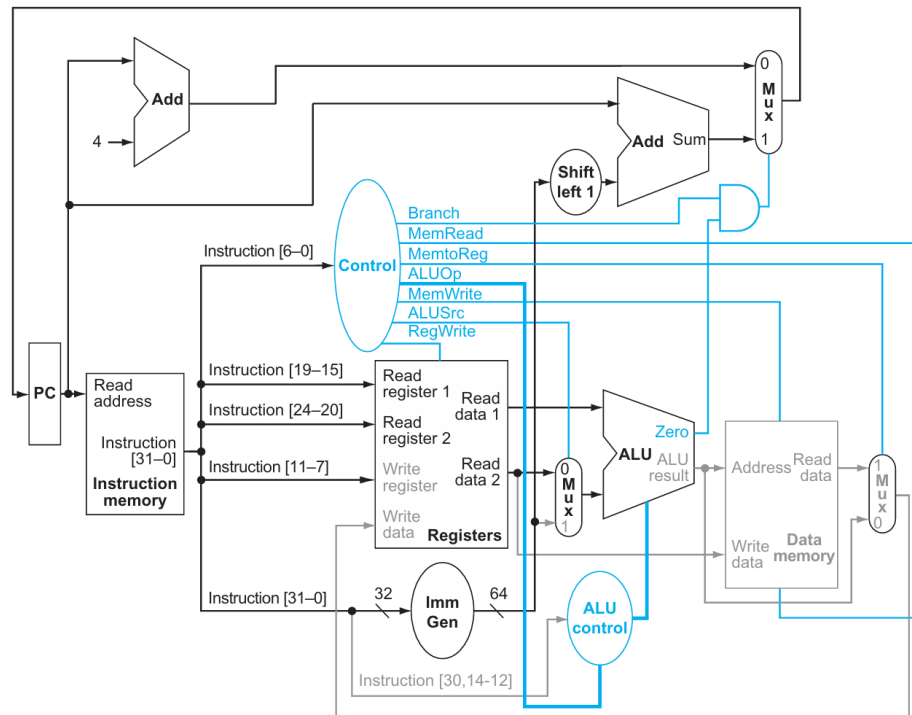 Add
4
Add Sum
0
M
u
x
1
Shift
left 1
Branch
MemRead
MemtoReg
ALUOp
MemWrite
ALUSrc
RegWrite
Control
Instruction [6–0]
Instruction [19–15]
Instruction [24–20]
Instruction [11–7]
Instruction [31–0]
PC
Read
address
Instruction
[31–0]
Instruction
memory
Read
register 1
Read
register 2
Write
register
Write
data
Read
data 1
Read
data 2
Registers
0
M
u
x
1
ALU
Zero
ALU
result
Address
Read
data
Write
data
Data
memory
1
M
u
x
0
32
Imm
Gen
64
ALU
control
Instruction [30,14-12]